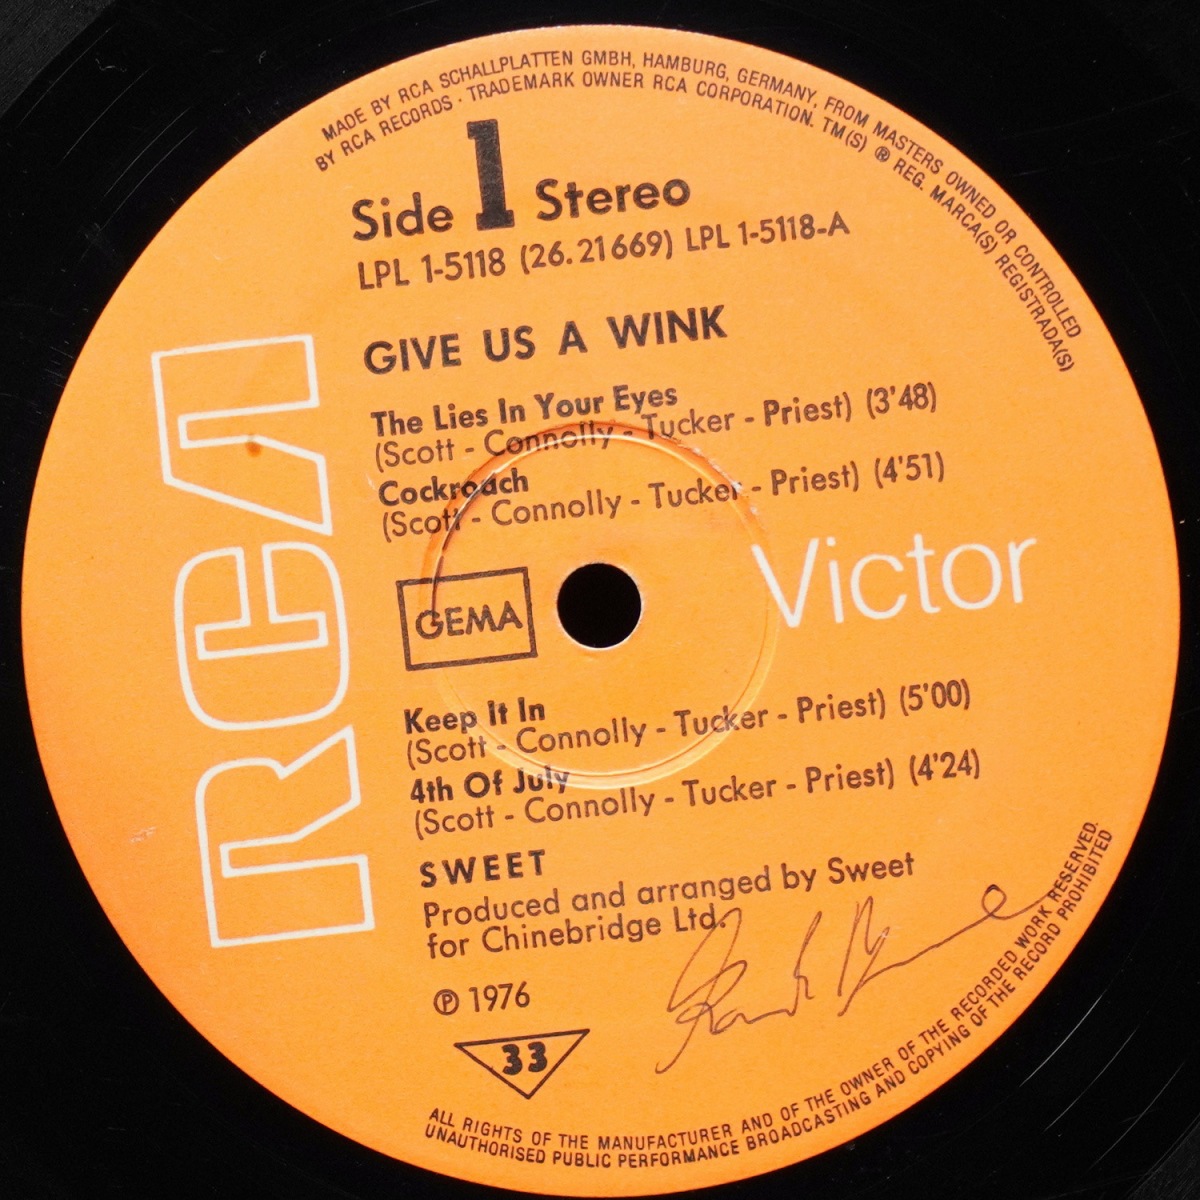 MADE BY RCA SCHALLPLATTEN GMBH, HAMBURG, GERMANY, FROM MASTERS OWNED OR CONTROLLED
BY RCA RECORDS · TRADEMARK OWNER RCA CORPORATION. TM(S) ® REG. MARCA(S) REGISTRADA(S)
Side 1 Stereo
LPL 1-5118 (26.21669) LPL 1-5118-A
GIVE US A WINK
The Lies In Your Eyes
(Scott - Connolly - Tucker - Priest) (3'48)
Cockroach
(Scott - Connolly - Tucker - Priest) (4'51)
RCA
Victor
GEMA
Keep It In
(Scott - Connolly - Tucker - Priest) (5'00)
4th Of July
(Scott - Connolly - Tucker - Priest) (4'24)
SWEET
Produced and arranged by Sweet
for Chinebridge Ltd.
℗ 1976
33
ALL RIGHTS OF THE MANUFACTURER AND OF THE OWNER OF THE RECORDED WORK RESERVED.
UNAUTHORISED PUBLIC PERFORMANCE BROADCASTING AND COPYING OF THE RECORD PROHIBITED